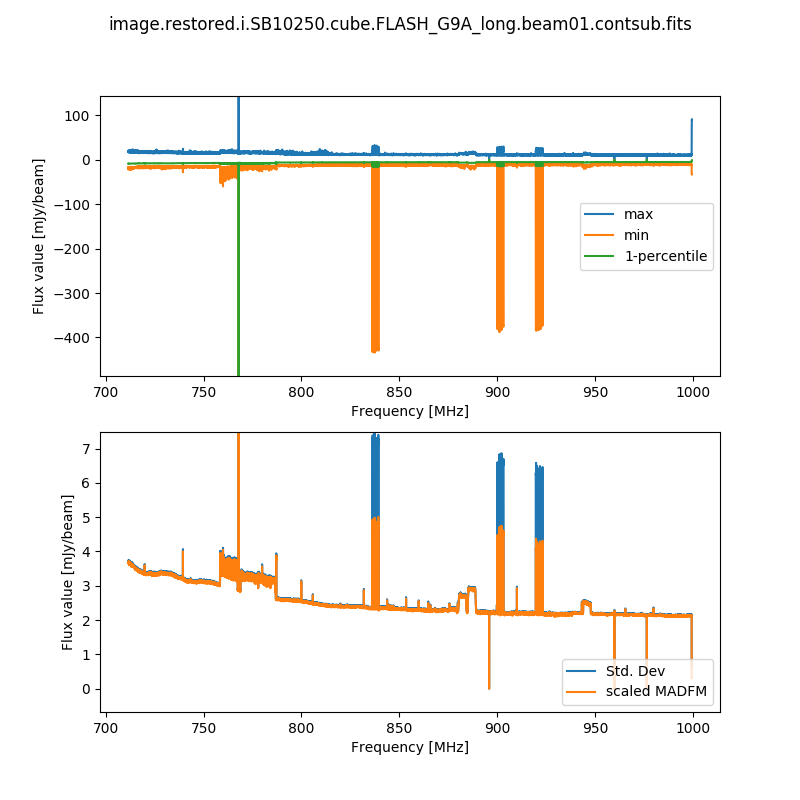 image.restored.i.SB10250.cube.FLASH_G9A_long.beam01.contsub.fits
100
0
−100
−200
−300
−400
Flux value [mJy/beam]
max
min
1-percentile
700 750 800 850 900 950 1000
Frequency [MHz]
7
6
5
4
3
2
1
0
Flux value [mJy/beam]
Std. Dev
scaled MADFM
700 750 800 850 900 950 1000
Frequency [MHz]